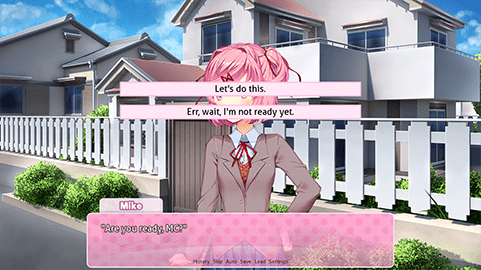 Let's do this.
Err, wait, I'm not ready yet.
Mike
"Are you ready, MC?"
History Skip Auto Save Load Settings